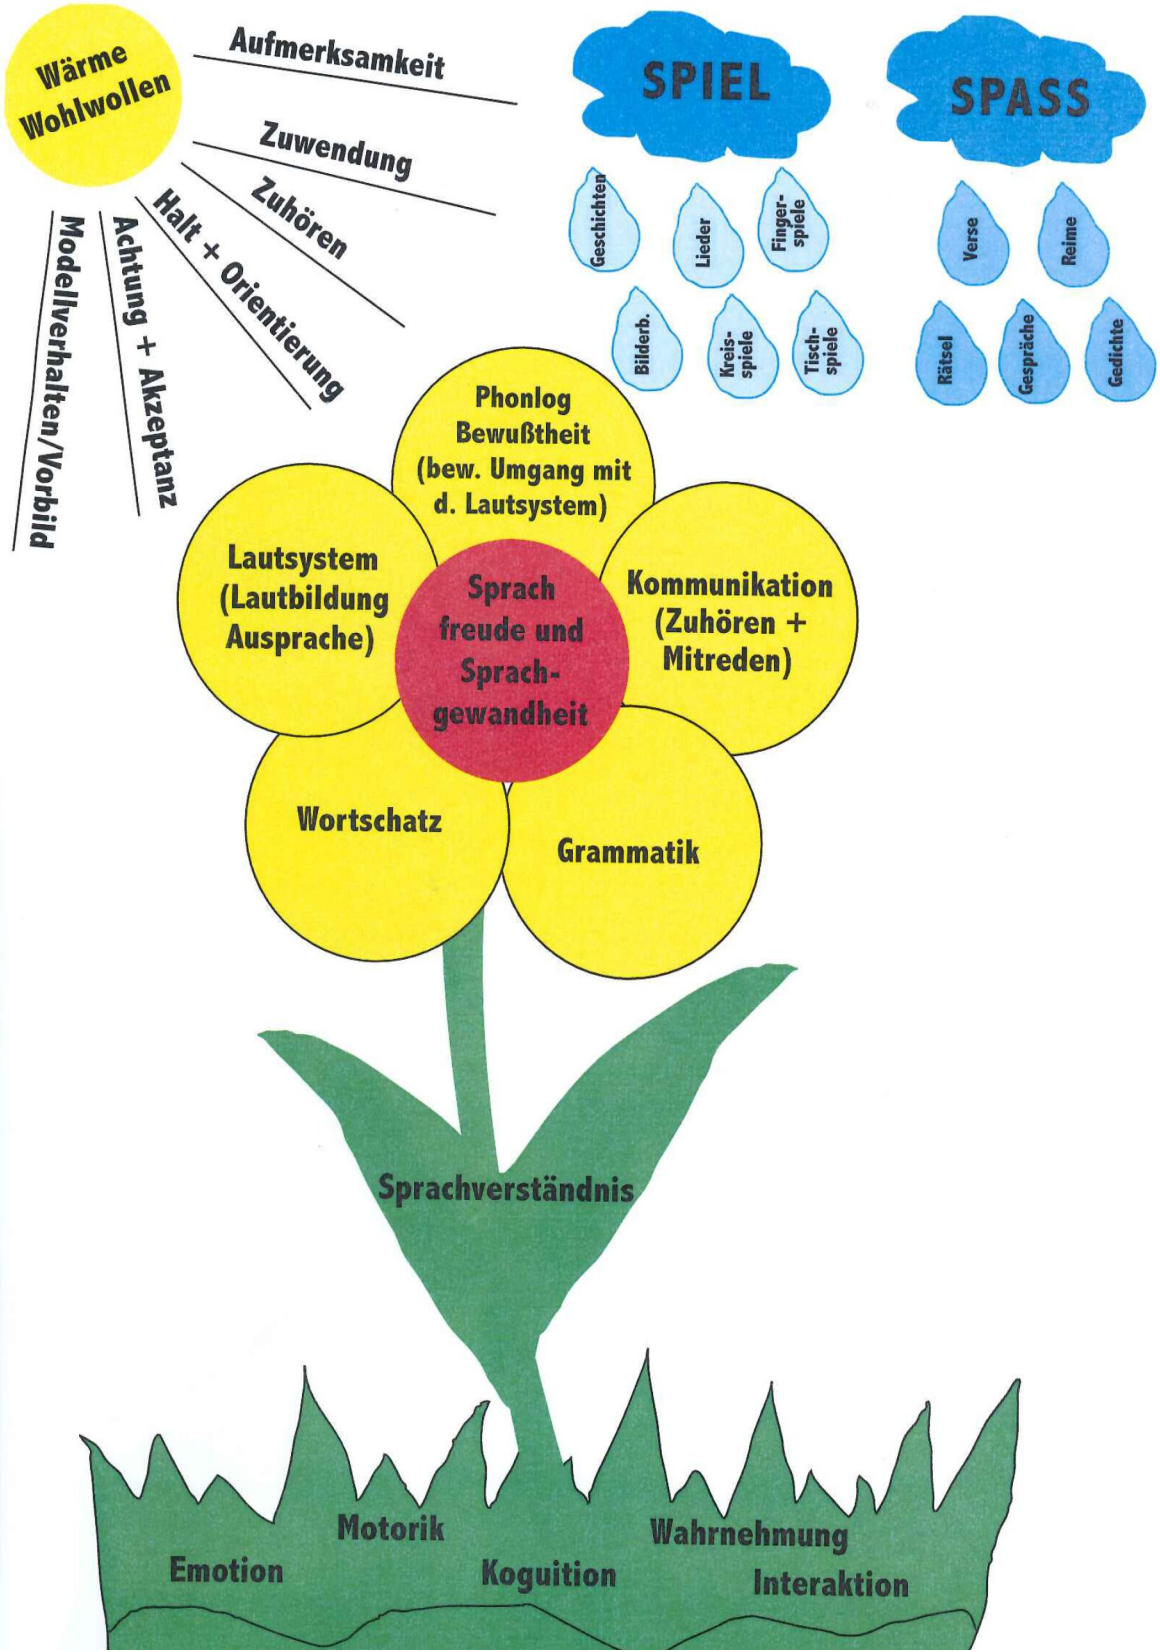 Wärme
Wohlwollen
Aufmerksamkeit
Zuwendung
Zuhören
Halt + Orientierung
Achtung + Akzeptanz
Modellverhalten/Vorbild
SPIEL
Geschichten
Lieder
Finger-
spiele
Bilderb.
Kreis-
spiele
Tisch-
spiele
SPASS
Verse
Reime
Rätsel
Gespräche
Gedichte
Phonlog
Bewußtheit
(bew. Umgang mit
d. Lautsystem)
Lautsystem
(Lautbildung
Ausprache)
Sprach
freude und
Sprach-
gewandheit
Kommunikation
(Zuhören +
Mitreden)
Wortschatz
Grammatik
Sprachverständnis
Motorik
Wahrnehmung
Emotion
Koguition
Interaktion